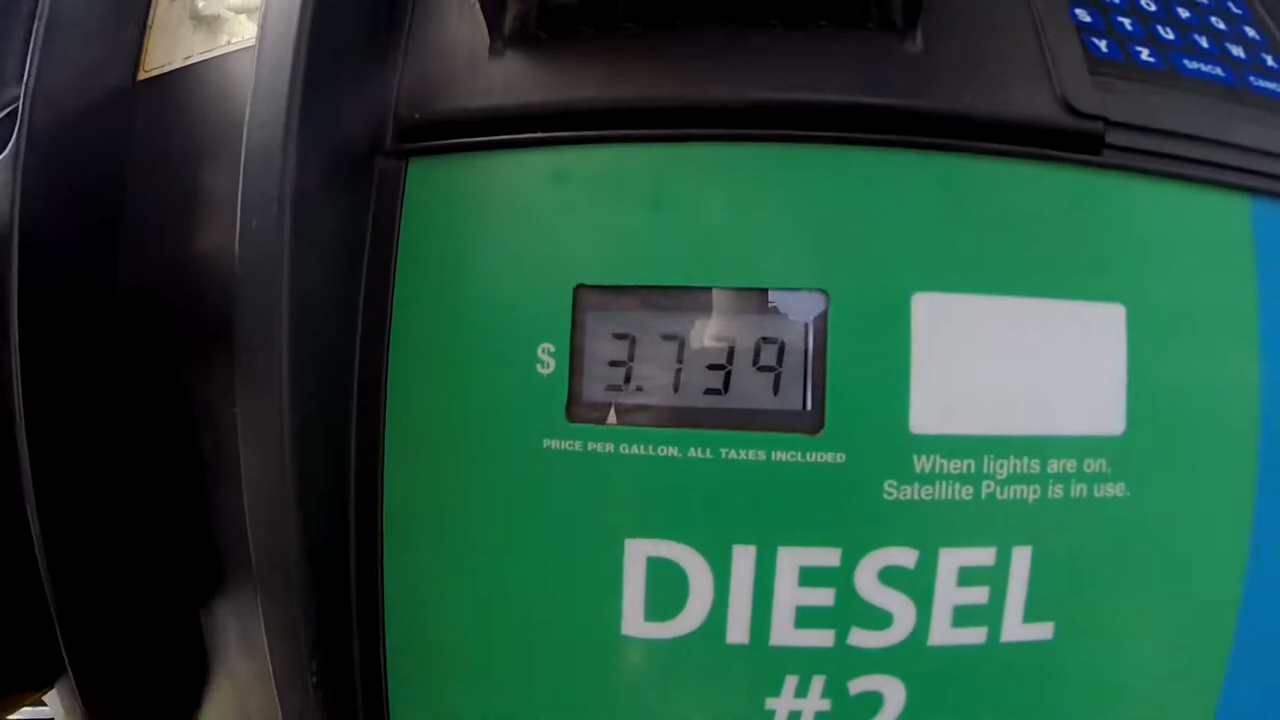 L
O P Q R
S T U V W X
Y Z SPACE
$ 3.739
PRICE PER GALLON, ALL TAXES INCLUDED
When lights are on,
Satellite Pump is in use.
DIESEL
#2